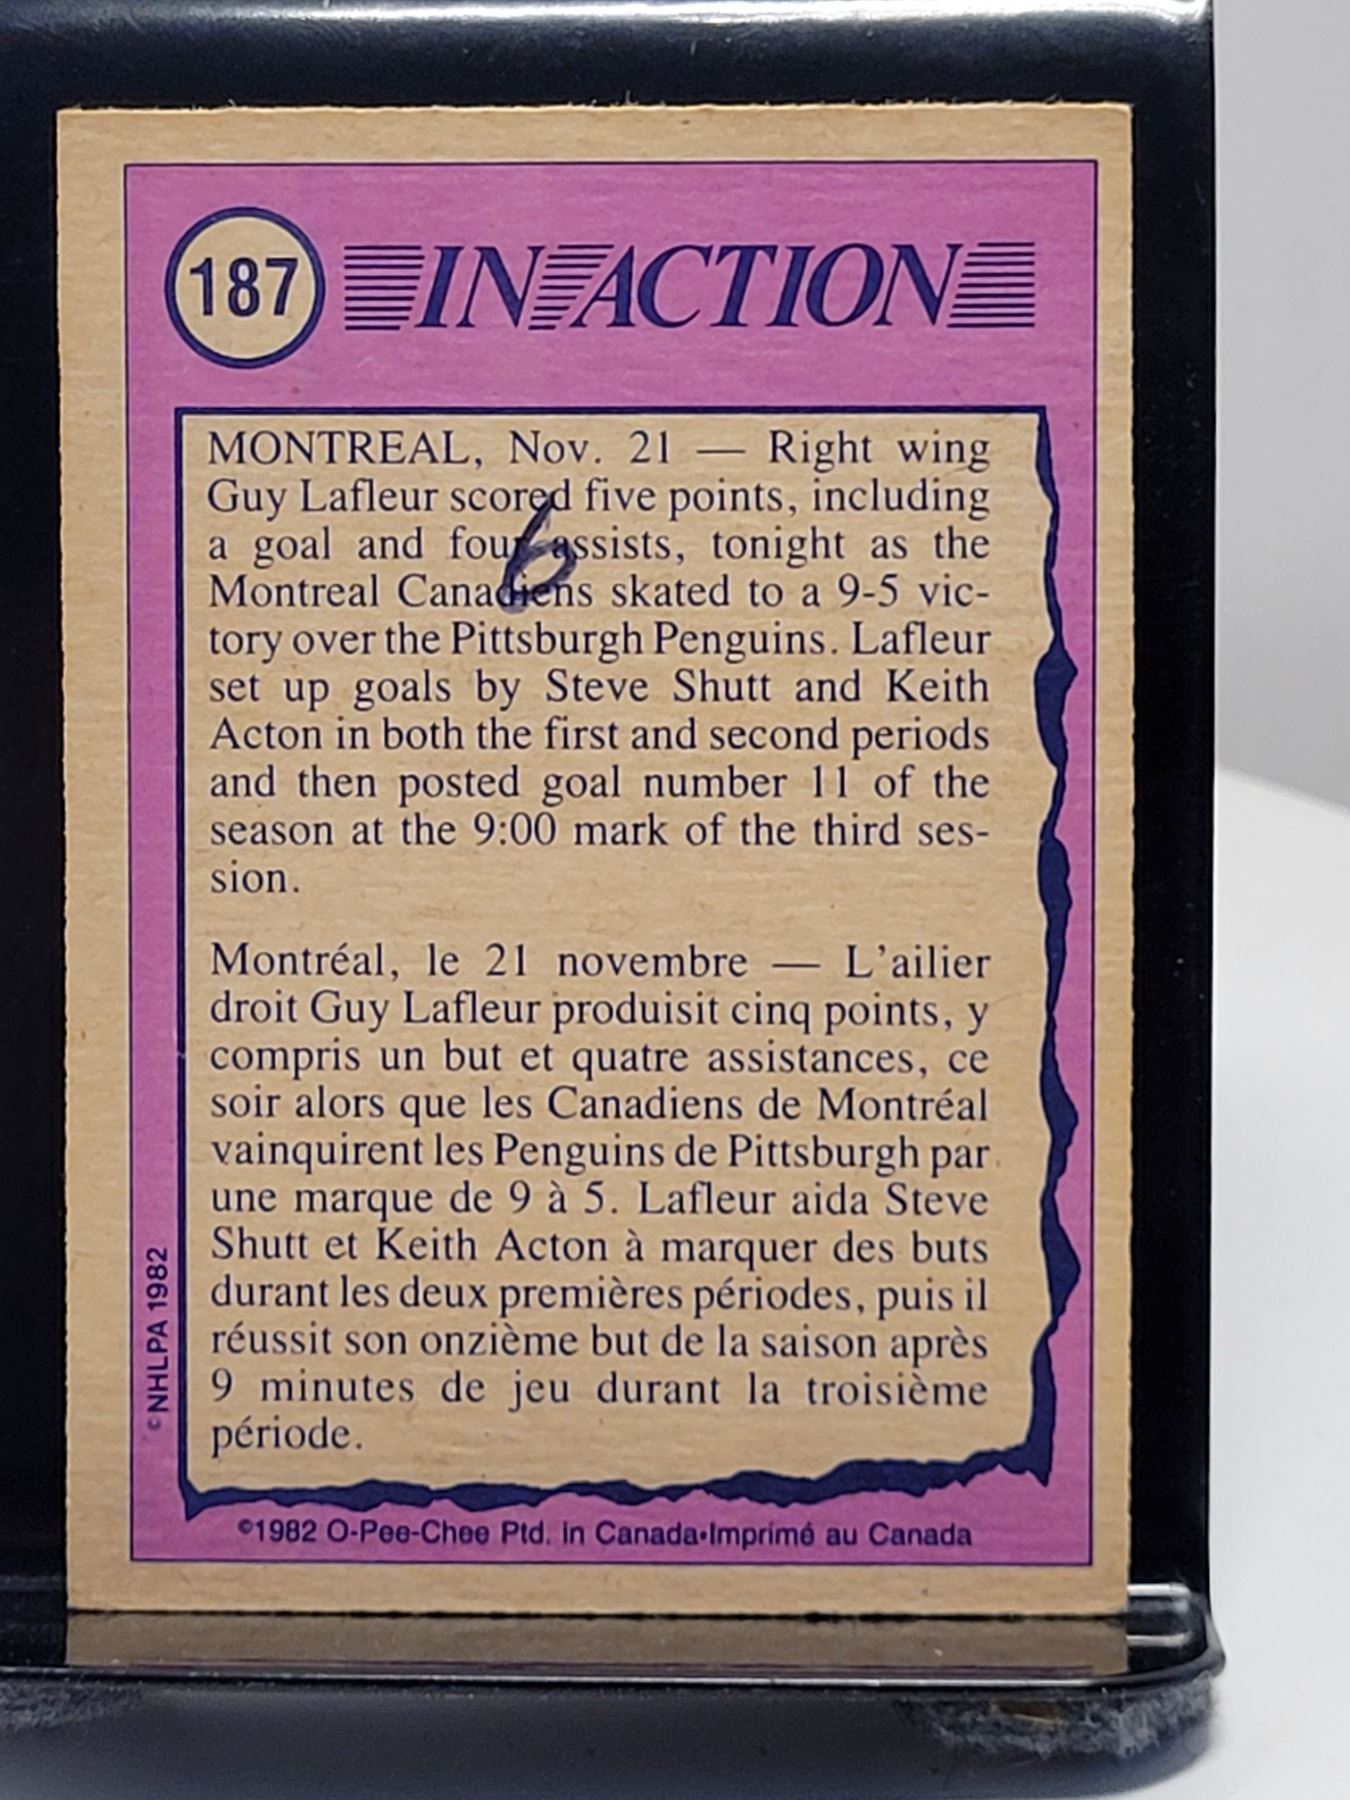 187 IN ACTION
MONTREAL, Nov. 21 — Right wing
Guy Lafleur scored five points, including
a goal and four assists, tonight as the
Montreal Canadiens skated to a 9-5 vic-
tory over the Pittsburgh Penguins. Lafleur
set up goals by Steve Shutt and Keith
Acton in both the first and second periods
and then posted goal number 11 of the
season at the 9:00 mark of the third ses-
sion.
6
Montréal, le 21 novembre — L'ailier
droit Guy Lafleur produisit cinq points, y
compris un but et quatre assistances, ce
soir alors que les Canadiens de Montréal
vainquirent les Penguins de Pittsburgh par
une marque de 9 à 5. Lafleur aida Steve
Shutt et Keith Acton à marquer des buts
durant les deux premières périodes, puis il
réussit son onzième but de la saison après
9 minutes de jeu durant la troisième
période.
©NHLPA 1982
©1982 O-Pee-Chee Ptd. in Canada•Imprimé au Canada